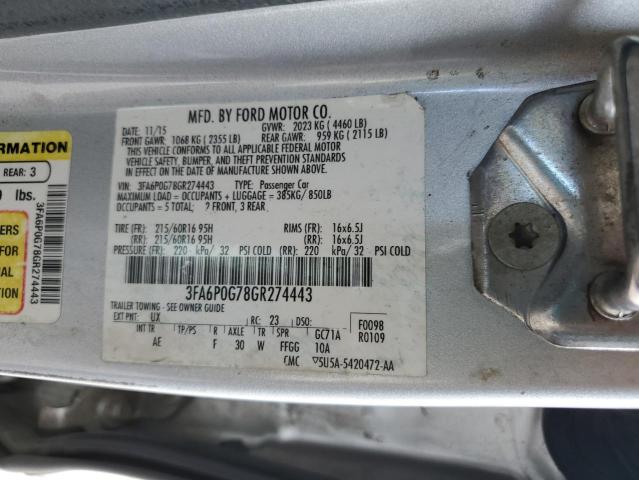 MFD. BY FORD MOTOR CO.
DATE: 11/15 GVWR: 2023 KG ( 4460 LB)
FRONT GAWR: 1068 KG ( 2355 LB) REAR GAWR: 959 KG ( 2115 LB)
THIS VEHICLE CONFORMS TO ALL APPLICABLE FEDERAL MOTOR
VEHICLE SAFETY, BUMPER, AND THEFT PREVENTION STANDARDS
IN EFFECT ON THE DATE OF MANUFACTURE SHOWN ABOVE.
VIN: 3FA6P0G78GR274443 TYPE: Passenger Car
MAXIMUM LOAD = OCCUPANTS + LUGGAGE = 385KG/ 850LB
OCCUPANTS = 5 TOTAL: 2 FRONT, 3 REAR
TIRE (FR): 215/60R16 95H RIMS (FR): 16x6.5J
(RR): 215/60R16 95H (RR): 16x6.5J
PRESSURE (FR): 220 kPa/ 32 PSI COLD (RR) 220 kPa/ 32 PSI COLD
3FA6P0G78GR274443
TRAILER TOWING - SEE OWNER GUIDE
EXT PNT: UX RC: 23 DSO: F0098
INT TR TP/PS R AXLE TR SPR GC71A R0109
AE F 30 W FFGG 10A
CMC 5U5A-5420472-AA
ORMATION
REAR: 3
lbs.
ERS
FOR
NAL
ATION
3FA6P0G78GR274443